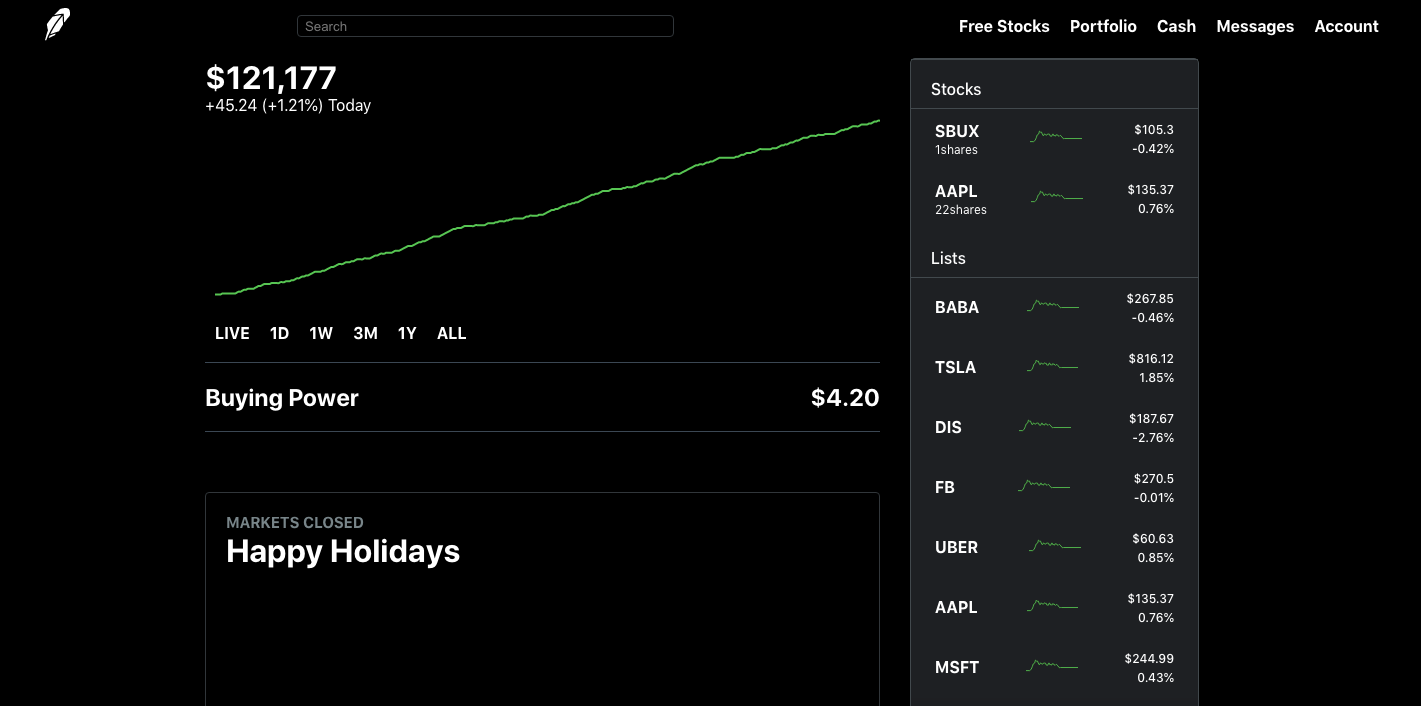 Search
Free Stocks Portfolio Cash Messages Account
$121,177
+45.24 (+1.21%) Today
LIVE 1D 1W 3M 1Y ALL
Buying Power $4.20
MARKETS CLOSED
Happy Holidays
Stocks
SBUX $105.3
1shares -0.42%
AAPL $135.37
22shares 0.76%
Lists
BABA $267.85
-0.46%
TSLA $816.12
1.85%
DIS $187.67
-2.76%
FB $270.5
-0.01%
UBER $60.63
0.85%
AAPL $135.37
0.76%
MSFT $244.99
0.43%